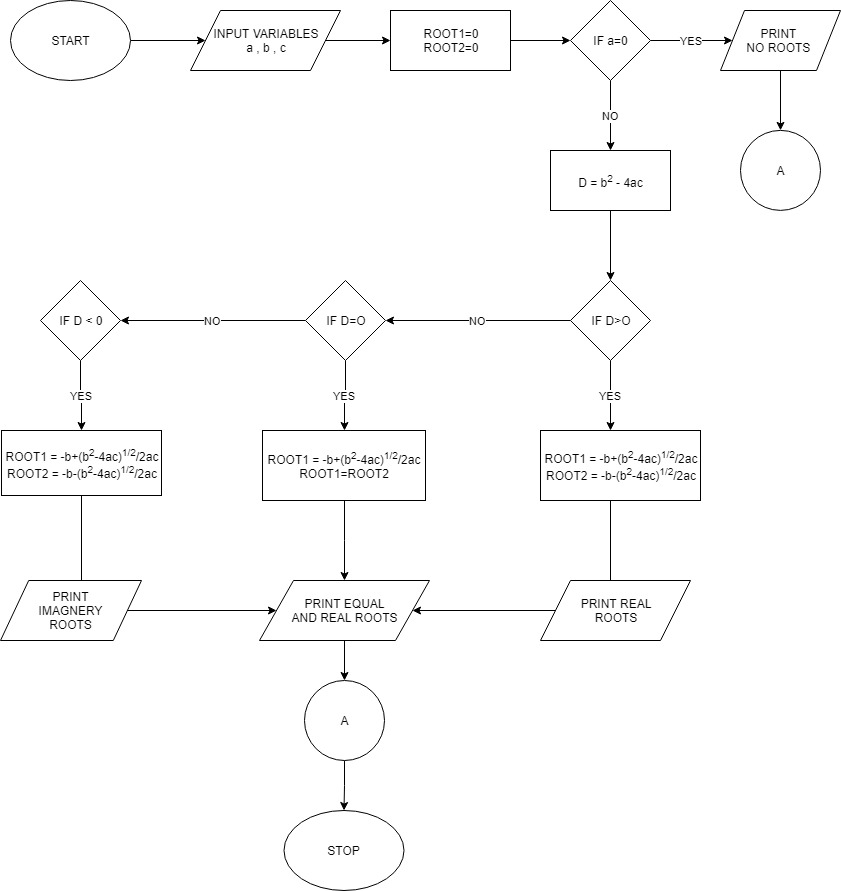 START
INPUT VARIABLES
a , b , c
ROOT1=0
ROOT2=0
IF a=0
YES
PRINT
NO ROOTS
NO
A
D = b² - 4ac
IF D < 0
NO
IF D=O
NO
IF D>O
YES
YES
YES
ROOT1 = -b+(b²-4ac)^1/2/2ac
ROOT2 = -b-(b²-4ac)^1/2/2ac
ROOT1 = -b+(b²-4ac)^1/2/2ac
ROOT1=ROOT2
ROOT1 = -b+(b²-4ac)^1/2/2ac
ROOT2 = -b-(b²-4ac)^1/2/2ac
PRINT
IMAGNERY
ROOTS
PRINT EQUAL
AND REAL ROOTS
PRINT REAL
ROOTS
A
STOP